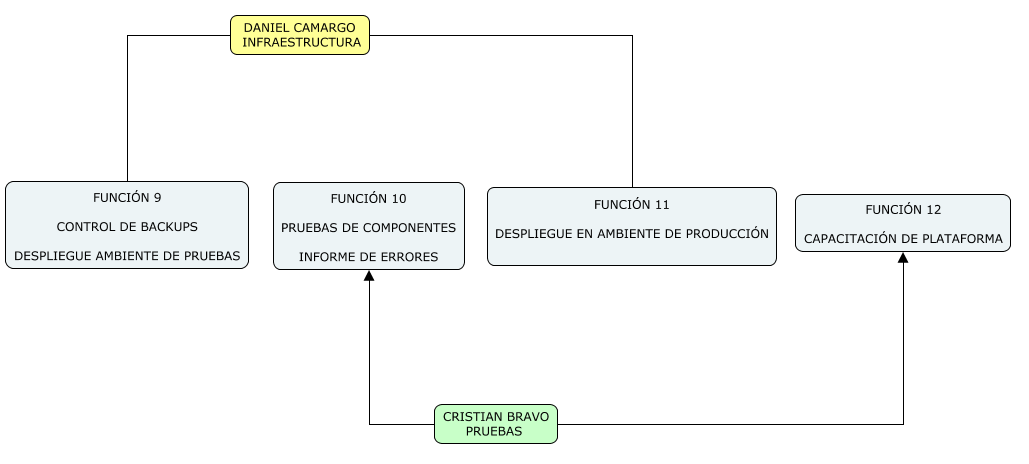 DANIEL CAMARGO
INFRAESTRUCTURA
FUNCIÓN 9
CONTROL DE BACKUPS
DESPLIEGUE AMBIENTE DE PRUEBAS
FUNCIÓN 10
PRUEBAS DE COMPONENTES
INFORME DE ERRORES
FUNCIÓN 11
DESPLIEGUE EN AMBIENTE DE PRODUCCIÓN
FUNCIÓN 12
CAPACITACIÓN DE PLATAFORMA
CRISTIAN BRAVO
PRUEBAS